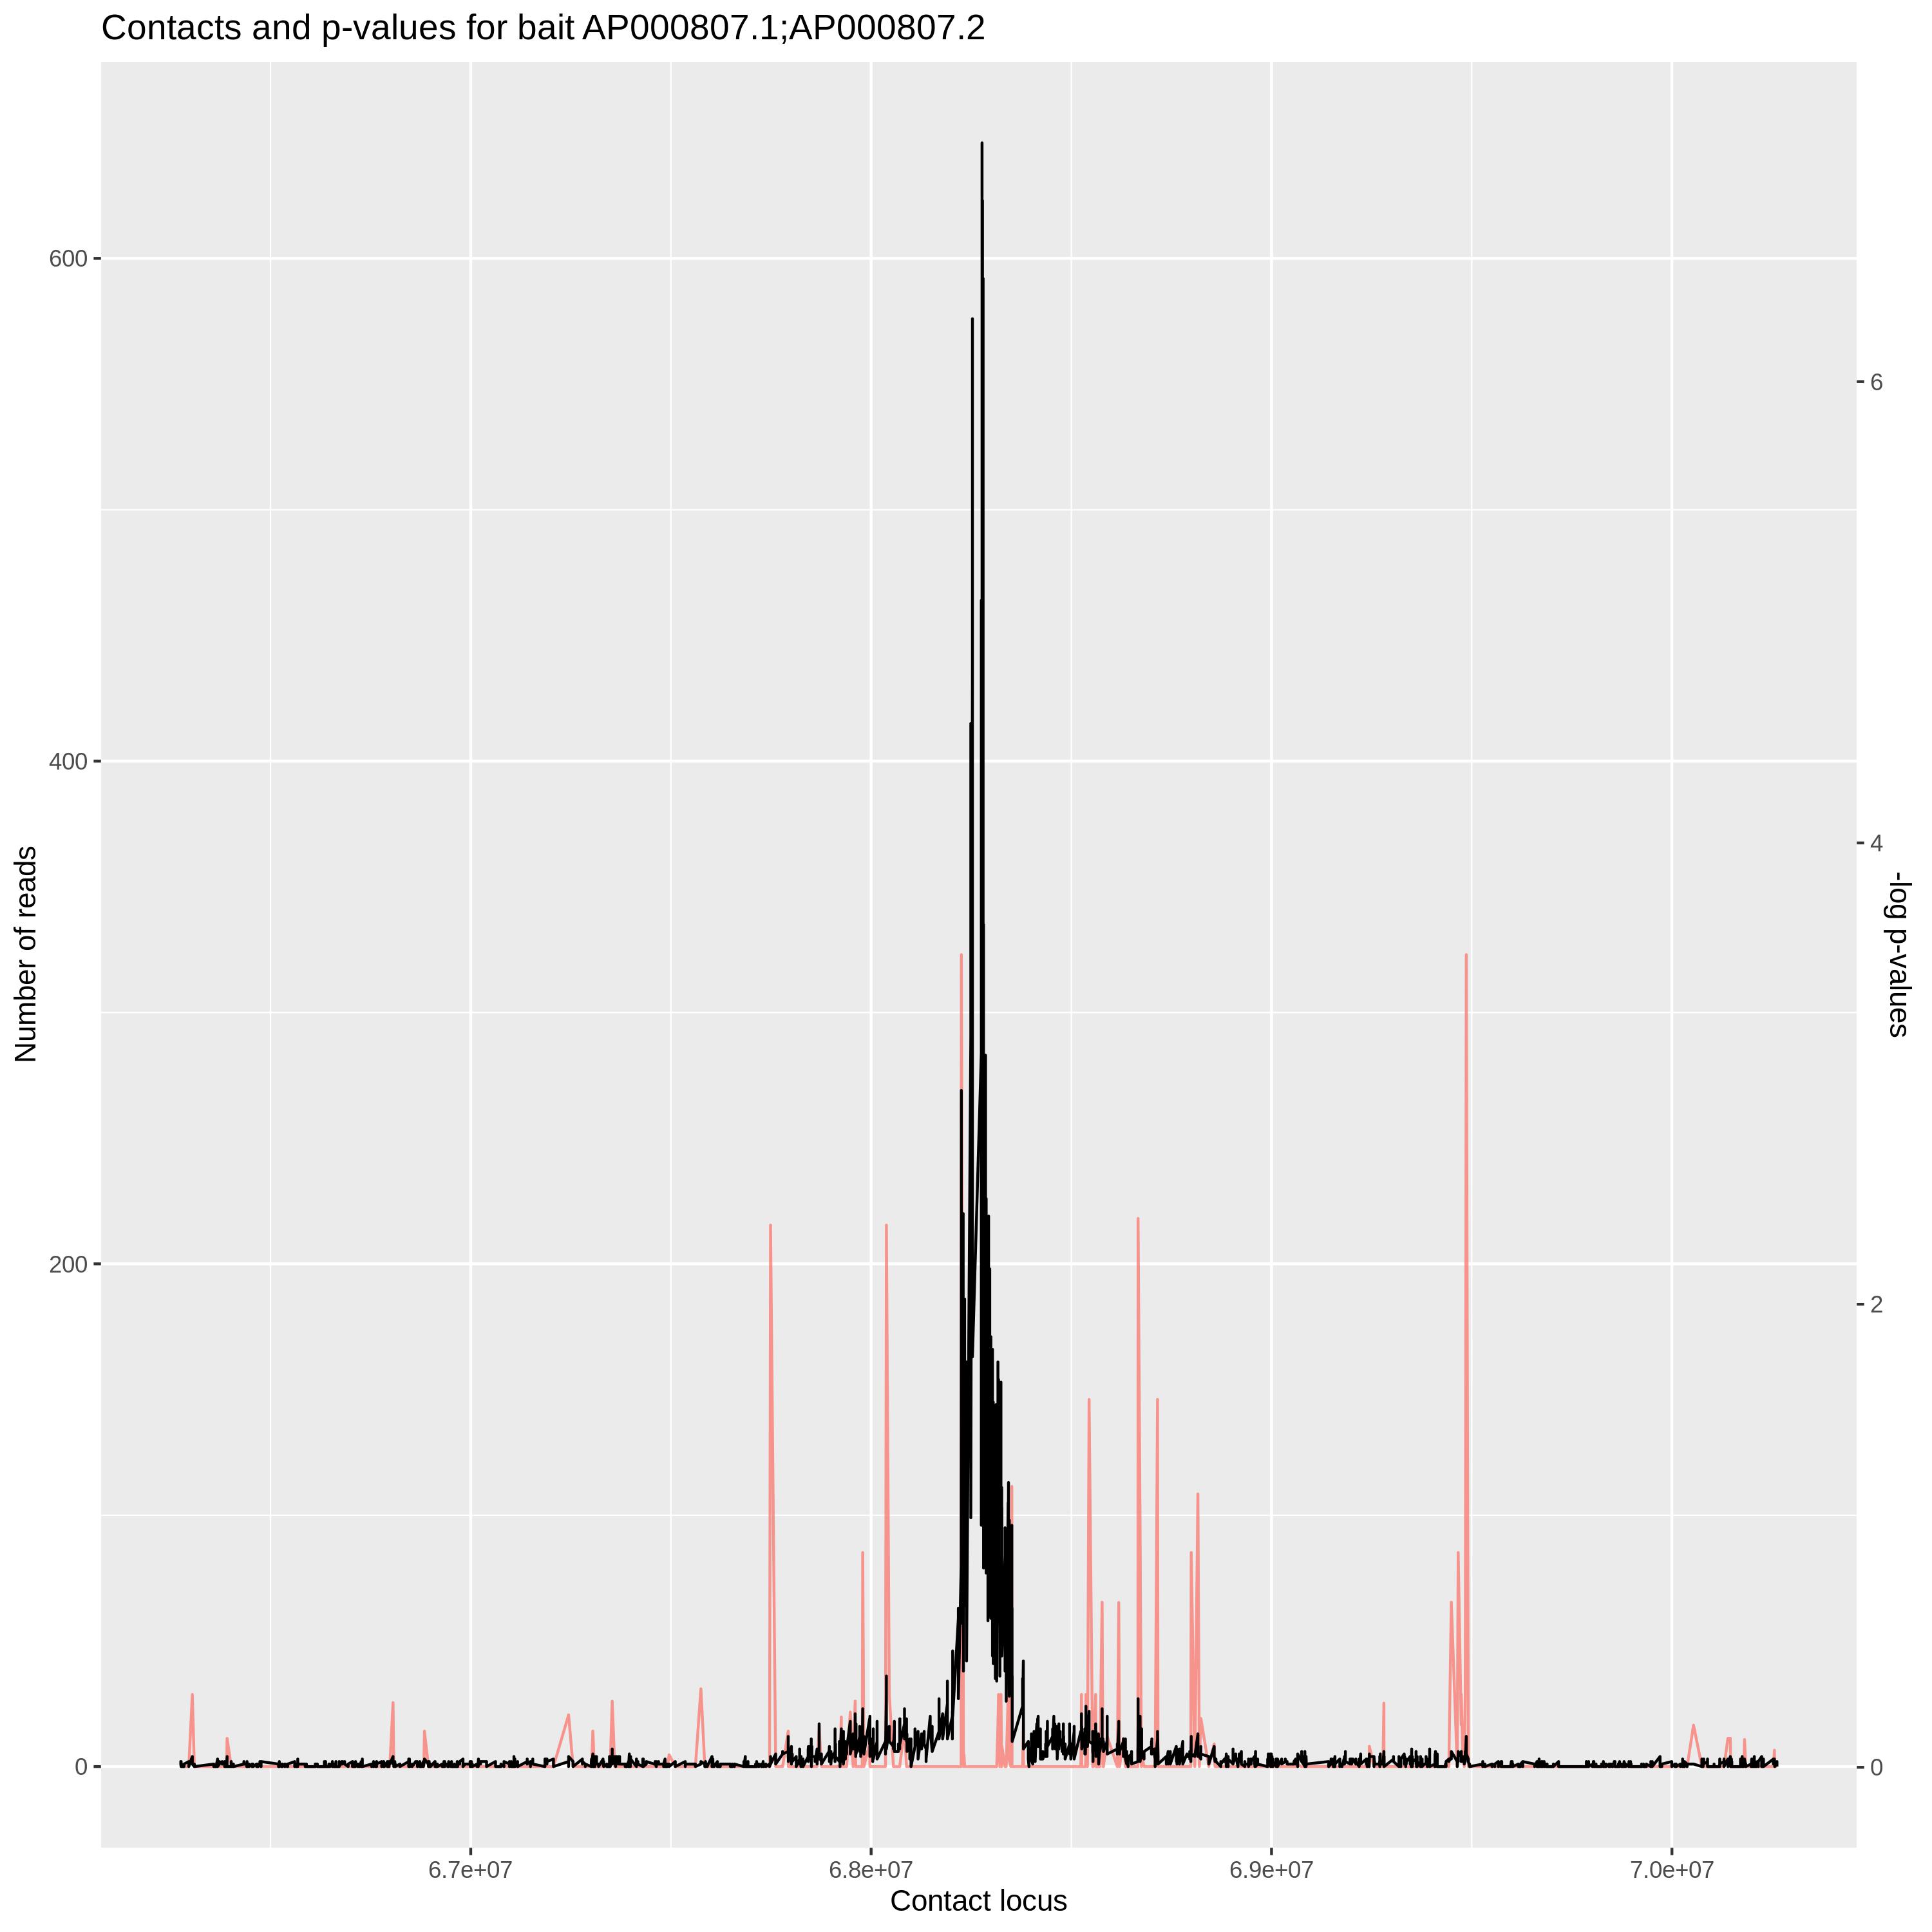 Contacts and p-values for bait AP000807.1;AP000807.2
600
400
200
0
Number of reads
6
4
2
0
-log p-values
6.7e+07
6.8e+07
6.9e+07
7.0e+07
Contact locus